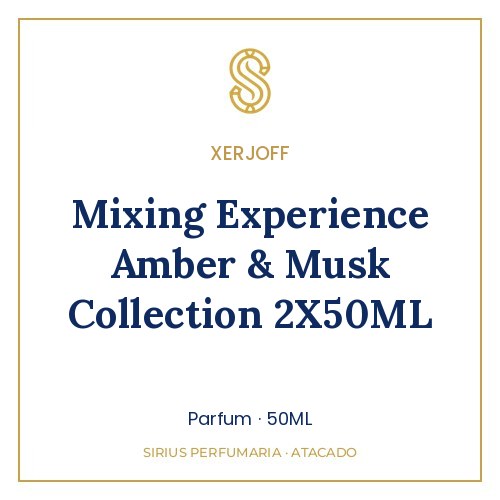 XERJOFF
Mixing Experience
Amber & Musk
Collection 2X50ML
Parfum · 50ML
SIRIUS PERFUMARIA · ATACADO